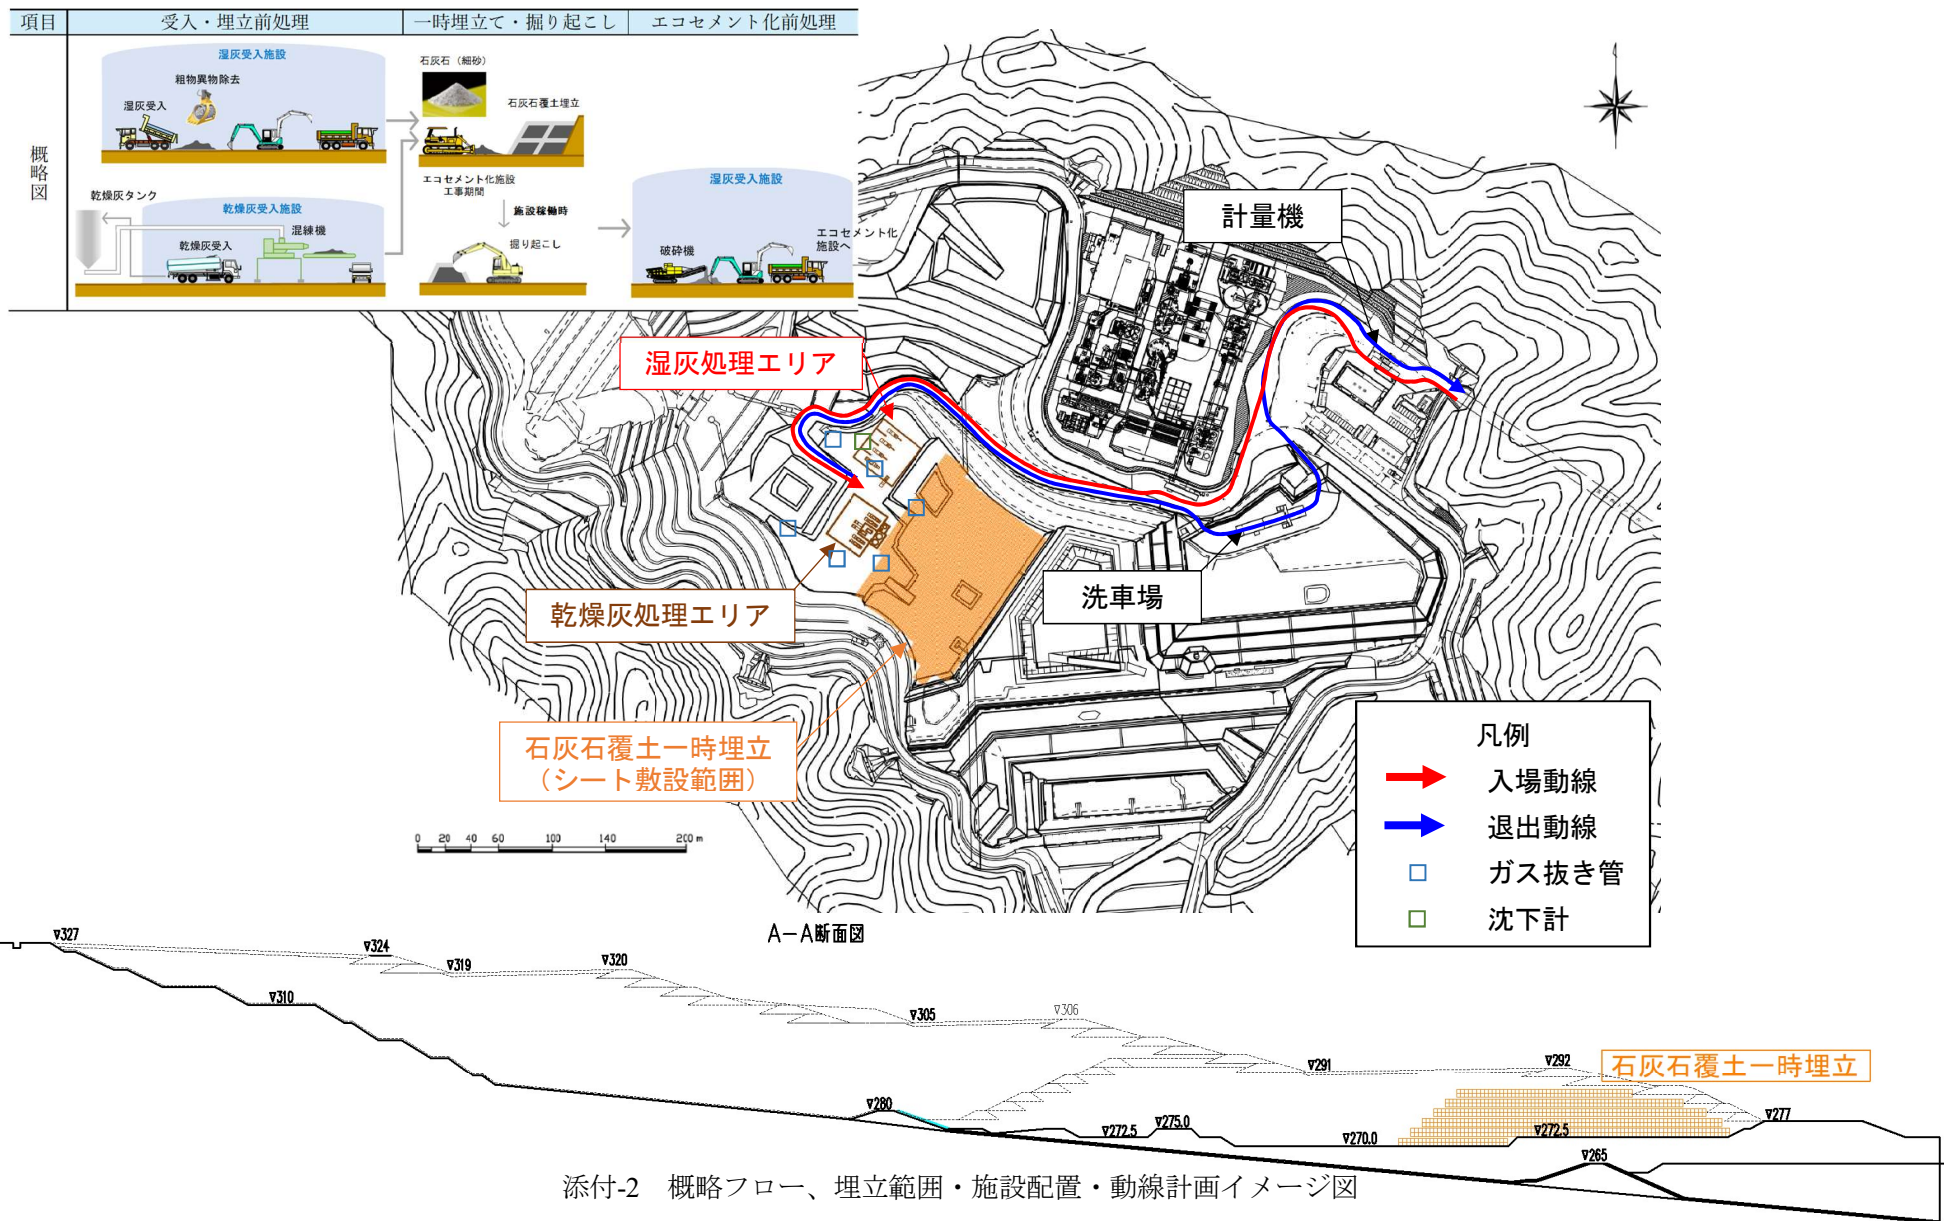 項目 受入・埋立前処理 一時埋立て・掘り起こし エコセメント化前処理
概略図
湿灰受入施設
粗物異物除去
湿灰受入
乾燥灰タンク
乾燥灰受入施設
混練機
乾燥灰受入
石灰石（細砂）
石灰石覆土埋立
エコセメント化施設
工事期間
施設稼働時
掘り起こし
湿灰受入施設
破砕機
エコセメント化
施設へ
計量機
湿灰処理エリア
乾燥灰処理エリア
洗車場
石灰石覆土一時埋立
（シート敷設範囲）
凡例
入場動線
退出動線
ガス抜き管
沈下計
0 20 40 60 100 140 200 m
A－A断面図
▽327
▽324
▽319
▽320
▽310
▽305
▽306
▽291
▽292
石灰石覆土一時埋立
▽280
▽277
▽272.5
▽275.0
▽270.0
▽272.5
▽265
添付-2 概略フロー、埋立範囲・施設配置・動線計画イメージ図